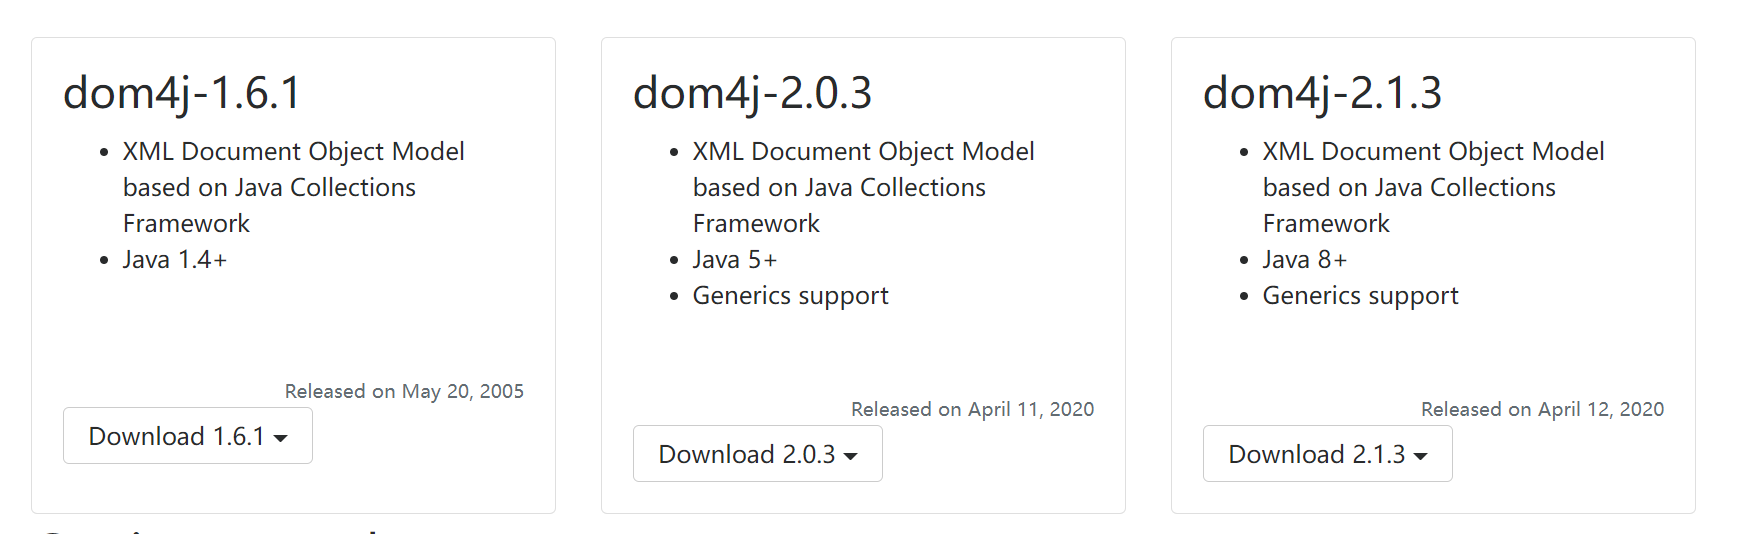 dom4j-1.6.1
XML Document Object Model
based on Java Collections
Framework
Java 1.4+
Released on May 20, 2005
Download 1.6.1
dom4j-2.0.3
XML Document Object Model
based on Java Collections
Framework
Java 5+
Generics support
Released on April 11, 2020
Download 2.0.3
dom4j-2.1.3
XML Document Object Model
based on Java Collections
Framework
Java 8+
Generics support
Released on April 12, 2020
Download 2.1.3